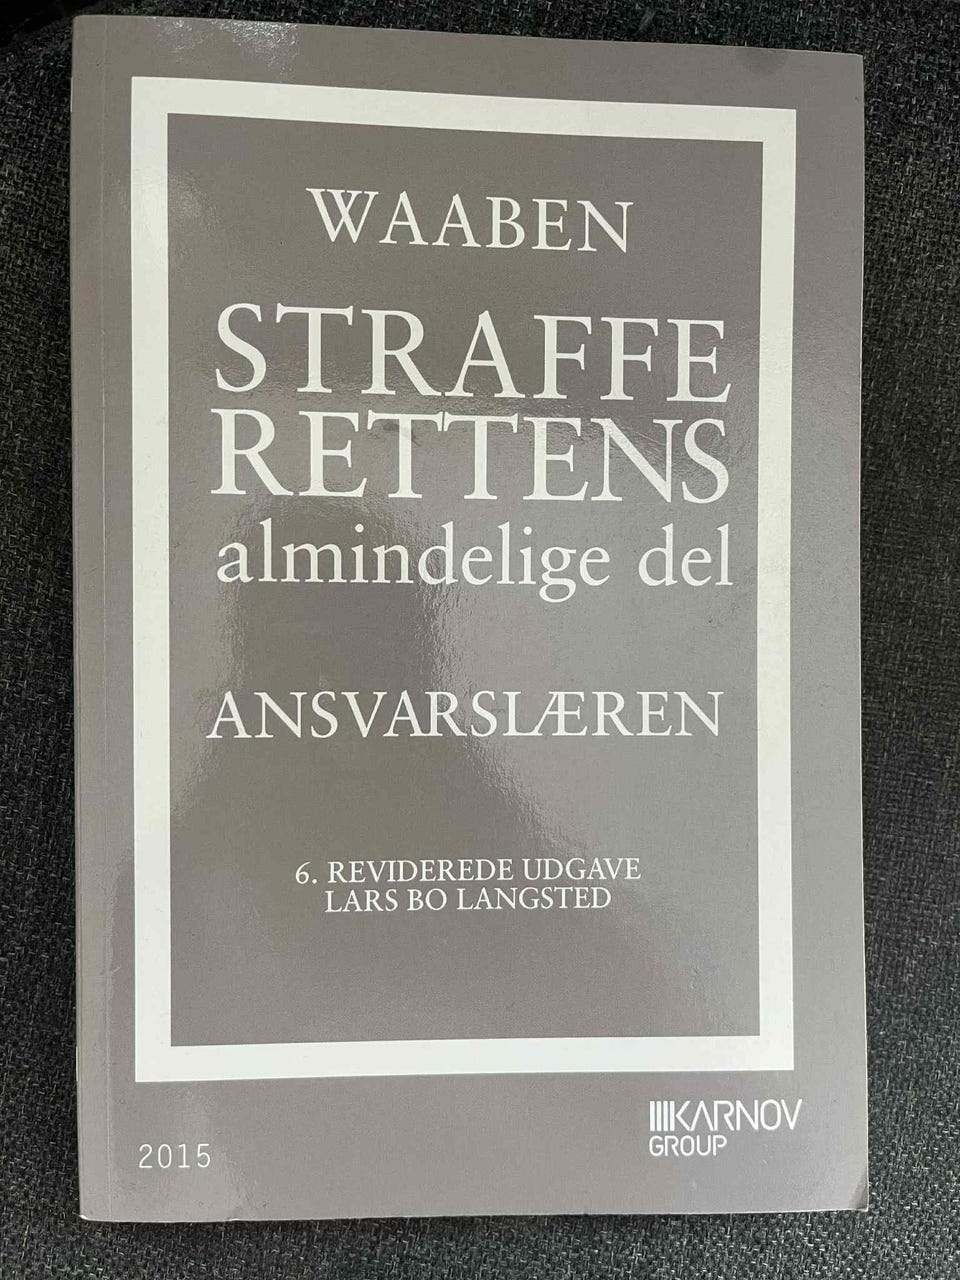 WAABEN
STRAFFE
RETTENS
almindelige del
ANSVARSLÆREN
6. REVIDEREDE UDGAVE
LARS BO LANGSTED
KARNOV
GROUP
2015